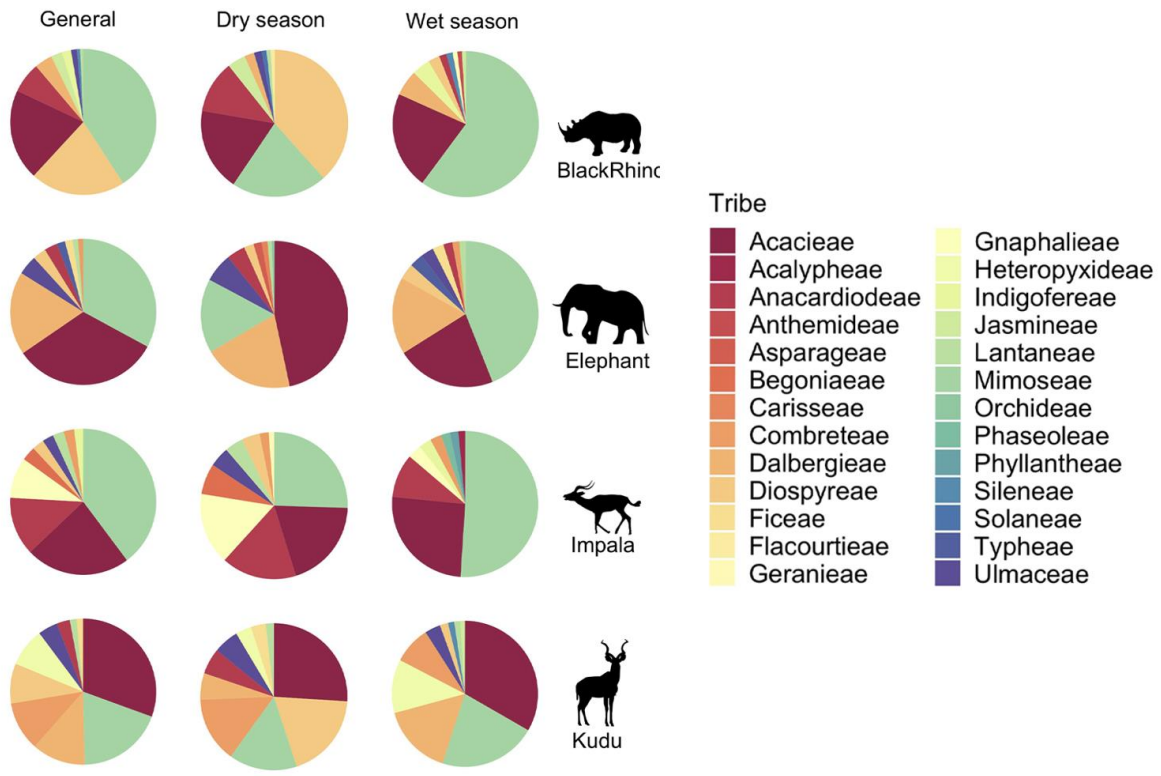 General
Dry season
Wet season
BlackRhino
Elephant
Impala
Kudu
Tribe
Acacieae
Acalypheae
Anacardiodeae
Anthemideae
Asparageae
Begoniaeae
Carisseae
Combreteae
Dalbergieae
Diospyreae
Ficeae
Flacourtieae
Geranieae
Gnaphalieae
Heteropyxideae
Indigofereae
Jasmineae
Lantaneae
Mimoseae
Orchideae
Phaseoleae
Phyllantheae
Sileneae
Solaneae
Typheae
Ulmaceae